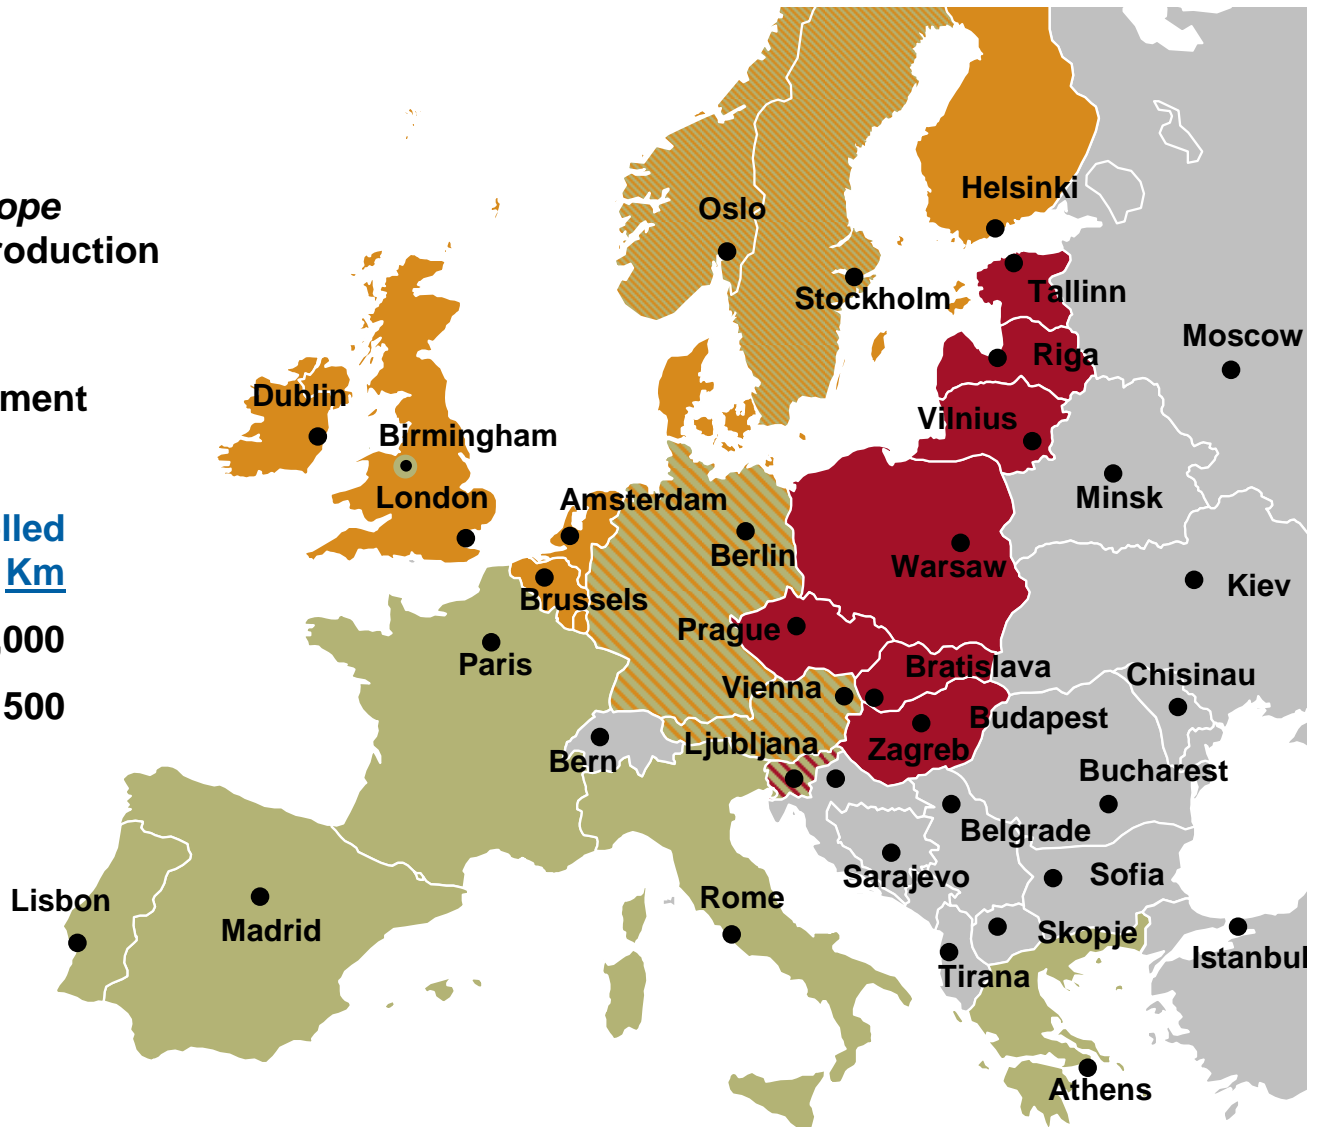 ope
roduction
ment
lled
Km
,000
500
Helsinki
Oslo
Tallinn
Stockholm
Moscow
Riga
Dublin
Vilnius
Birmingham
London
Amsterdam
Minsk
Berlin
Warsaw
Kiev
Brussels
Prague
Paris
Bratislava
Chisinau
Vienna
Budapest
Ljubljana
Zagreb
Bern
Bucharest
Belgrade
Sarajevo
Sofia
Lisbon
Rome
Madrid
Skopje
Istanbul
Tirana
Athens